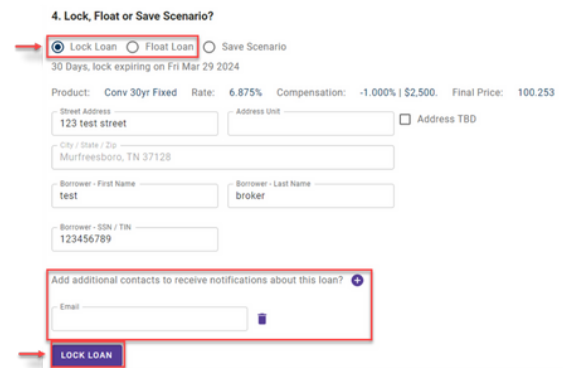 4. Lock, Float or Save Scenario?
Lock Loan Float Loan Save Scenario
30 Days, lock expiring on Fri Mar 29 2024
Product: Conv 30yr Fixed Rate: 6.875% Compensation: -1.000% | $2,500. Final Price: 100.253
Street Address Address Unit
123 test street Address TBD
City / State / Zip
Murfreesboro, TN 37128
Borrower - First Name Borrower - Last Name
test broker
Borrower - SSN / TIN
123456789
Add additional contacts to receive notifications about this loan?
Email
LOCK LOAN